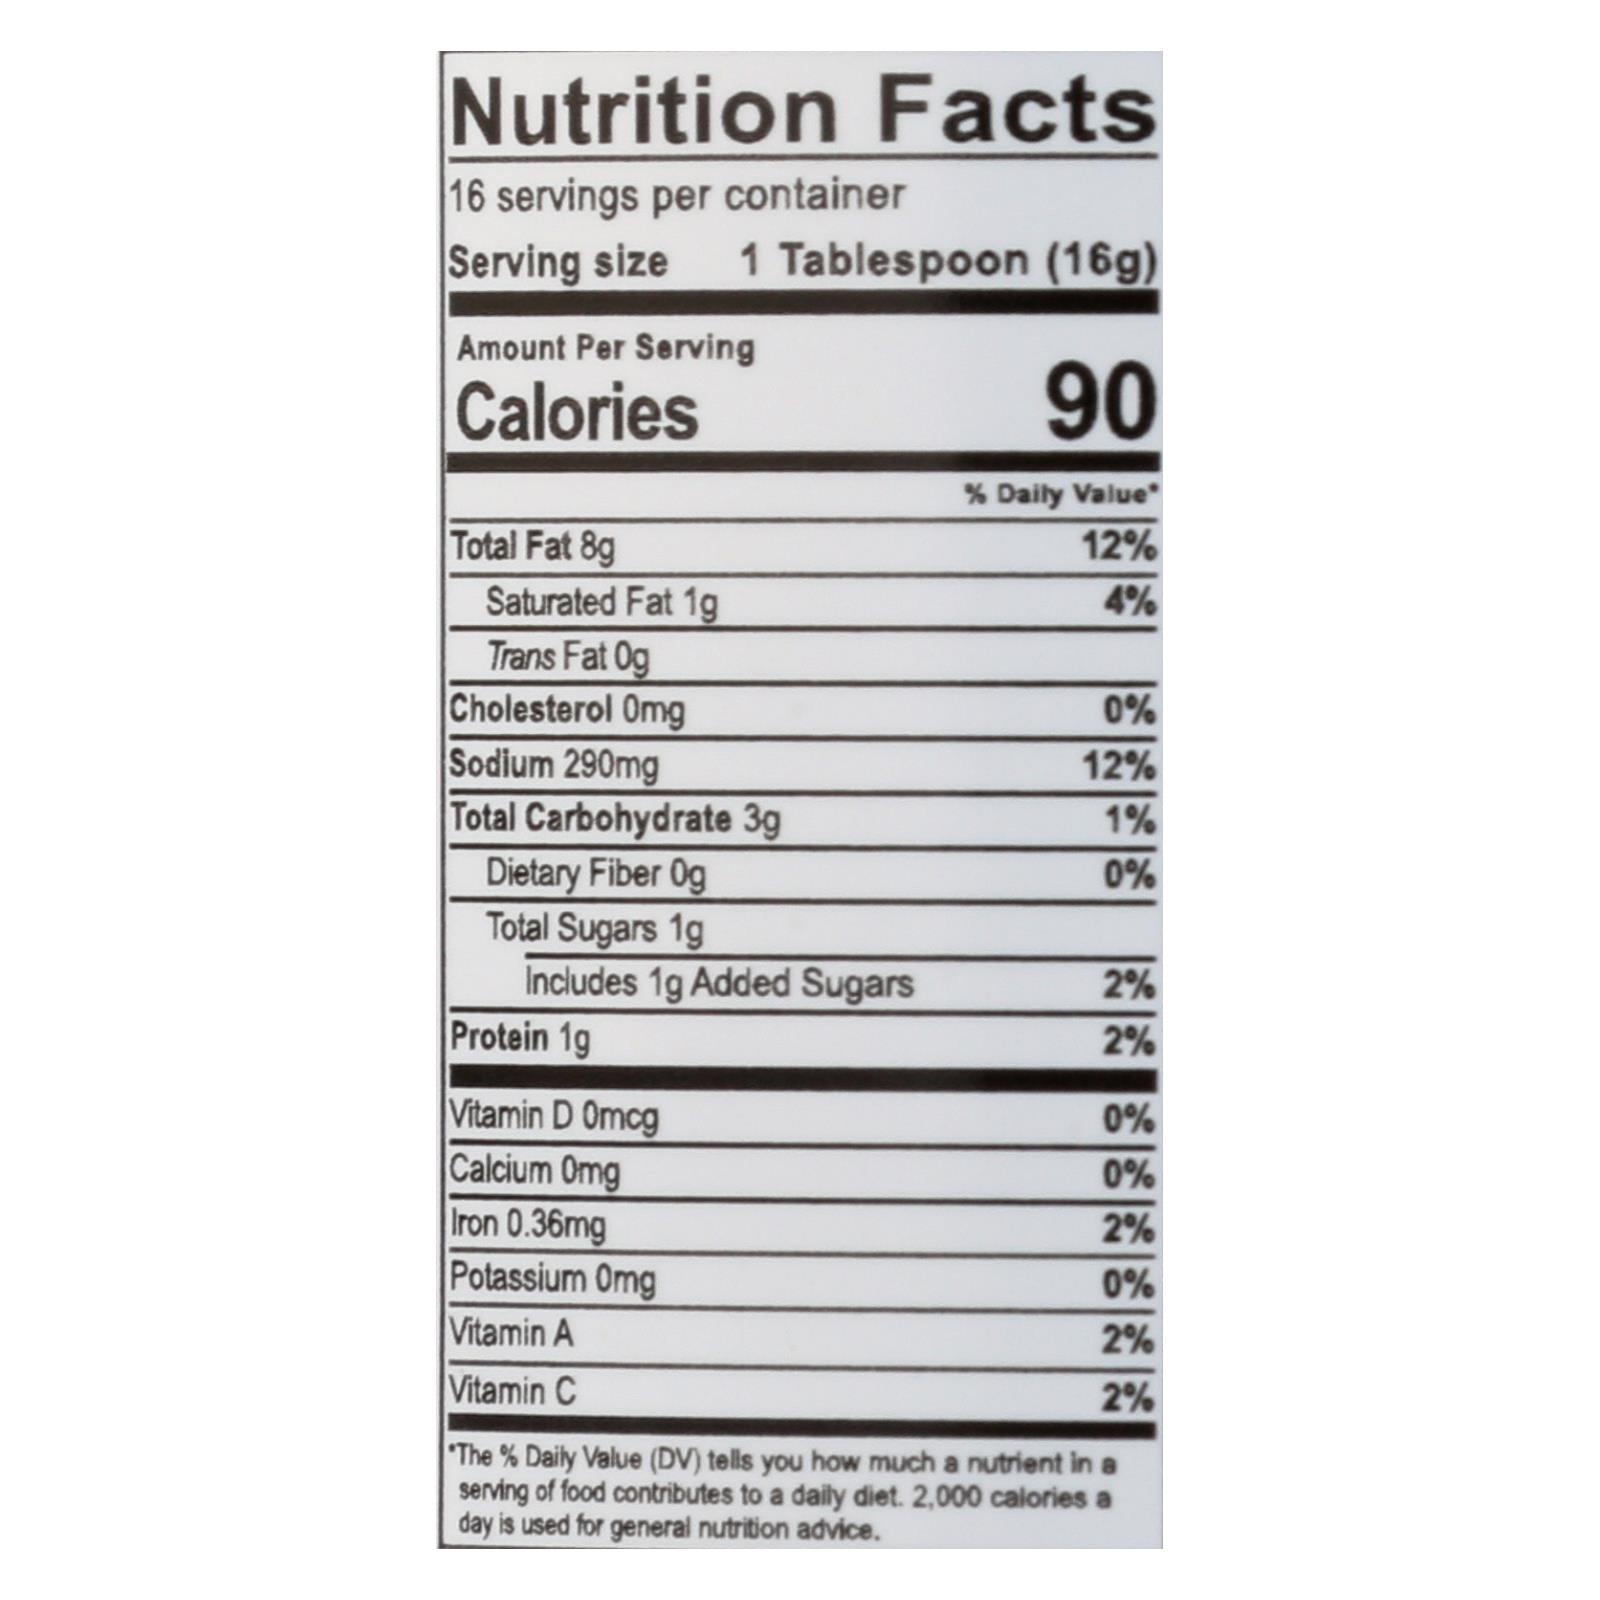 Nutrition Facts
16 servings per container
Serving size 1 Tablespoon (16g)
Amount Per Serving
Calories 90
% Daily Value*
Total Fat 8g 12%
Saturated Fat 1g 4%
Trans Fat 0g
Cholesterol 0mg 0%
Sodium 290mg 12%
Total Carbohydrate 3g 1%
Dietary Fiber 0g 0%
Total Sugars 1g
Includes 1g Added Sugars 2%
Protein 1g 2%
Vitamin D 0mcg 0%
Calcium 0mg 0%
Iron 0.36mg 2%
Potassium 0mg 0%
Vitamin A 2%
Vitamin C 2%
*The % Daily Value (DV) tells you how much a nutrient in a
serving of food contributes to a daily diet. 2,000 calories a
day is used for general nutrition advice.